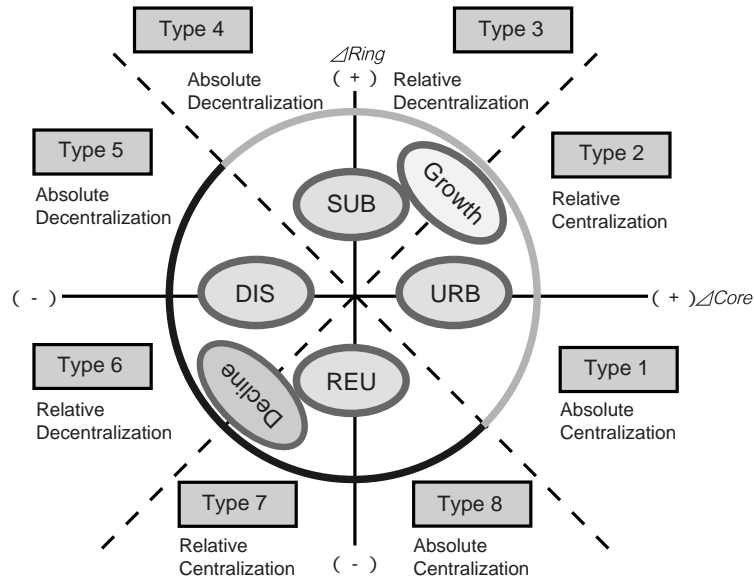 Type 4
Type 3
⊿Ring
( + )
Absolute
Decentralization
Relative
Decentralization
Type 5
Absolute
Decentralization
Type 2
Relative
Centralization
Growth
SUB
DIS
URB
( - )
( + )⊿Core
REU
Decline
Type 6
Relative
Decentralization
Type 1
Absolute
Centralization
Type 7
Relative
Centralization
Type 8
Absolute
Centralization
( - )